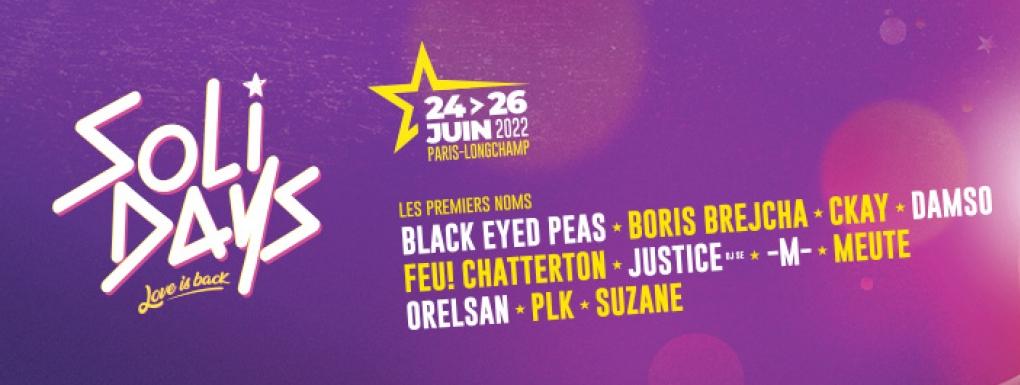 SOLI
DAYS
Love is back
24 > 26
JUIN 2022
PARIS-LONGCHAMP
LES PREMIERS NOMS
BLACK EYED PEAS ★ BORIS BREJCHA ★ CKAY ★ DAMSO
FEU! CHATTERTON ★ JUSTICE DJ SE ★ -M- ★ MEUTE
ORELSAN ★ PLK ★ SUZANE